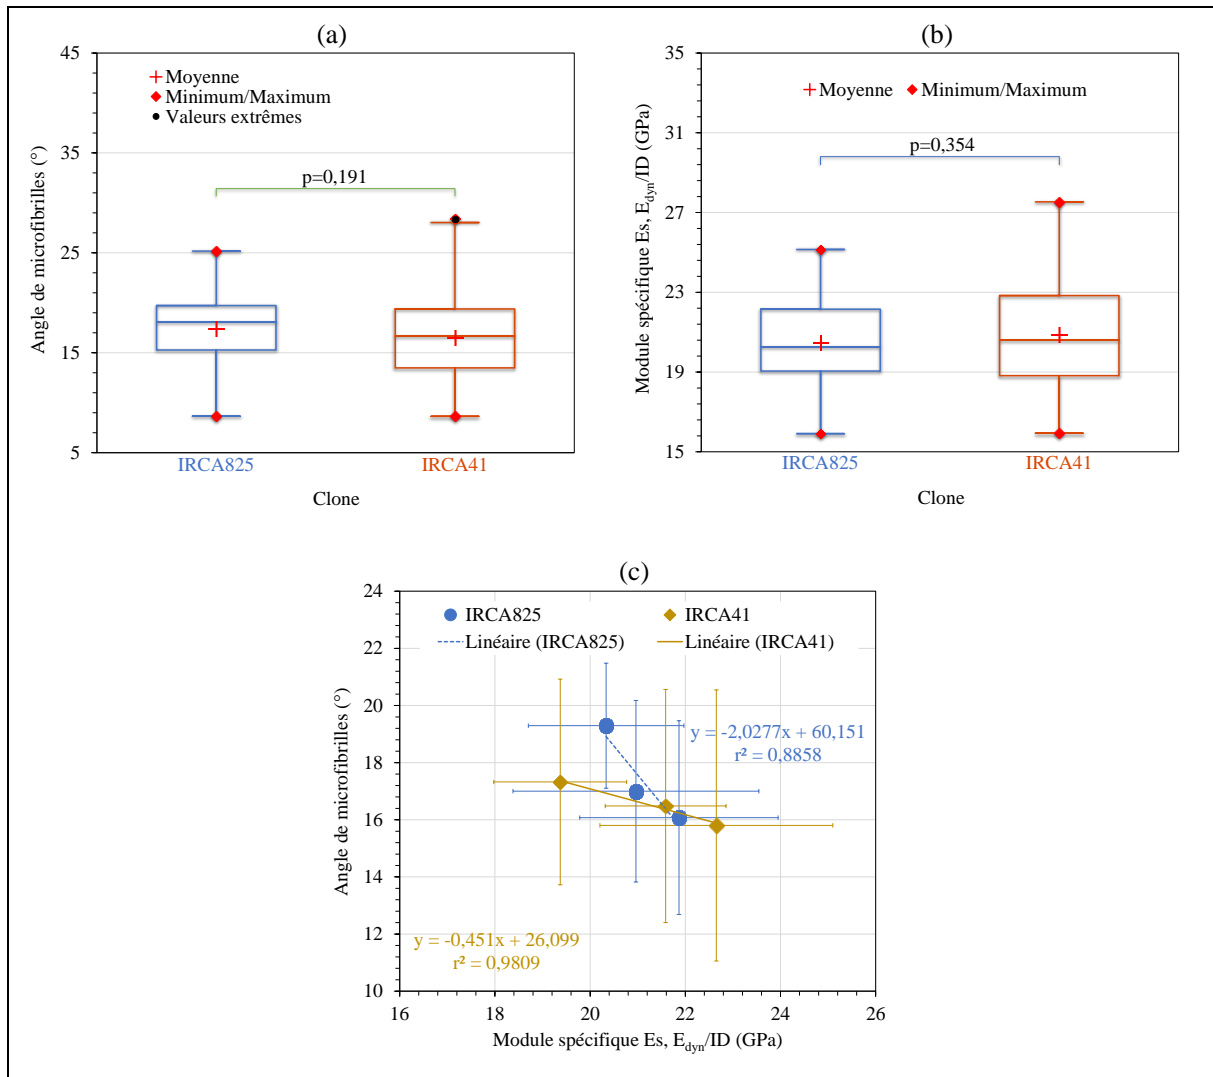 (a)
45
35
25
15
5
Angle de microfibrilles (°)
Moyenne
Minimum/Maximum
Valeurs extrêmes
p=0,191
IRCA825
IRCA41
Clone
(b)
35
31
27
23
19
15
Module spécifique Es, Edyn/ID (GPa)
Moyenne
Minimum/Maximum
p=0,354
IRCA825
IRCA41
Clone
(c)
24
22
20
18
16
14
12
10
Angle de microfibrilles (°)
IRCA825
IRCA41
Linéaire (IRCA825)
Linéaire (IRCA41)
y = -2,0277x + 60,151
r² = 0,8858
y = -0,451x + 26,099
r² = 0,9809
16
18
20
22
24
26
Module spécifique Es, Edyn/ID (GPa)